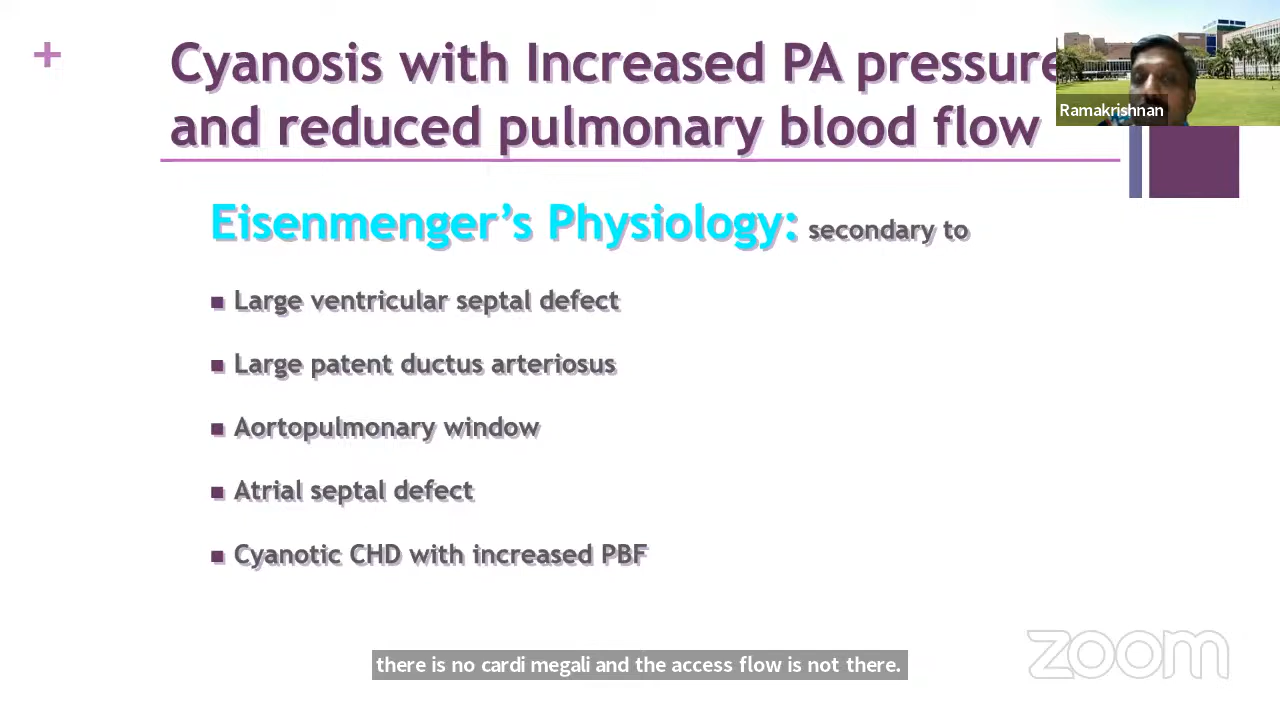 +
Cyanosis with Increased PA pressure
and reduced pulmonary blood flow
Ramakrishnan
Eisenmenger's Physiology: secondary to
Large ventricular septal defect
Large patent ductus arteriosus
Aortopulmonary window
Atrial septal defect
Cyanotic CHD with increased PBF
there is no cardi megali and the access flow is not there.
zoom